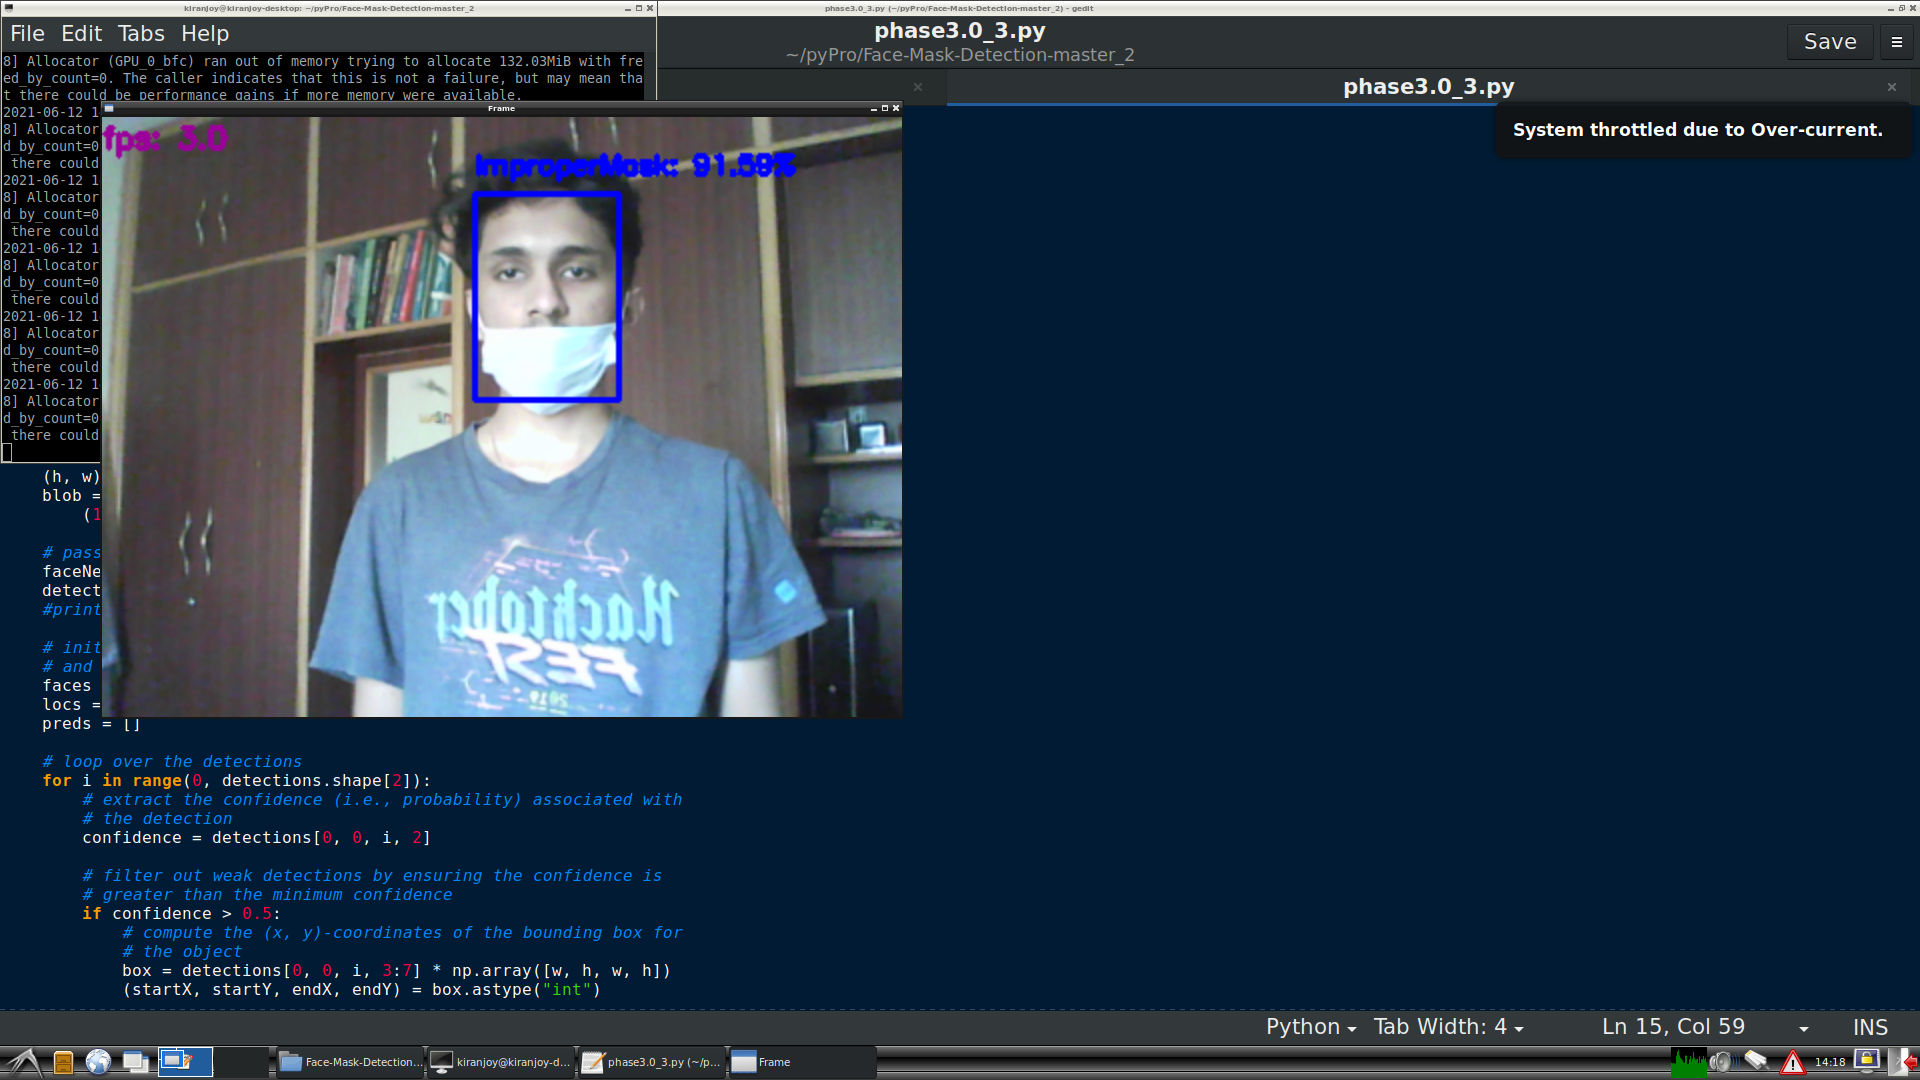 kiranjoy@kiranjoy-desktop: ~/pyPro/Face-Mask-Detection-master_2
File Edit Tabs Help
8] Allocator (GPU_0_bfc) ran out of memory trying to allocate 132.03MiB with fre
ed_by_count=0. The caller indicates that this is not a failure, but may mean tha
t there could be performance gains if more memory were available.
2021-06-12 1
8] Allocator
d_by_count=0
there could
2021-06-12 1
8] Allocator
d_by_count=0
there could
2021-06-12 1
8] Allocator
d_by_count=0
there could
2021-06-12 1
8] Allocator
d_by_count=0
there could
2021-06-12 1
8] Allocator
d_by_count=0
there could
phase3.0_3.py (~/pyPro/Face-Mask-Detection-master_2) - gedit
phase3.0_3.py
~/pyPro/Face-Mask-Detection-master_2
Save
phase3.0_3.py
System throttled due to Over-current.
Frame
fps: 3.0
ImproperMask: 91.59%
Hacktober
FEST
2019
(h, w)
blob =
(1
# pass
faceNe
detect
#print
# init
# and
faces
locs =
preds = []
# loop over the detections
for i in range(0, detections.shape[2]):
# extract the confidence (i.e., probability) associated with
# the detection
confidence = detections[0, 0, i, 2]
# filter out weak detections by ensuring the confidence is
# greater than the minimum confidence
if confidence > 0.5:
# compute the (x, y)-coordinates of the bounding box for
# the object
box = detections[0, 0, i, 3:7] * np.array([w, h, w, h])
(startX, startY, endX, endY) = box.astype("int")
Python Tab Width: 4 Ln 15, Col 59 INS
Face-Mask-Detection... kiranjoy@kiranjoy-d... phase3.0_3.py (~/p... Frame 14:18